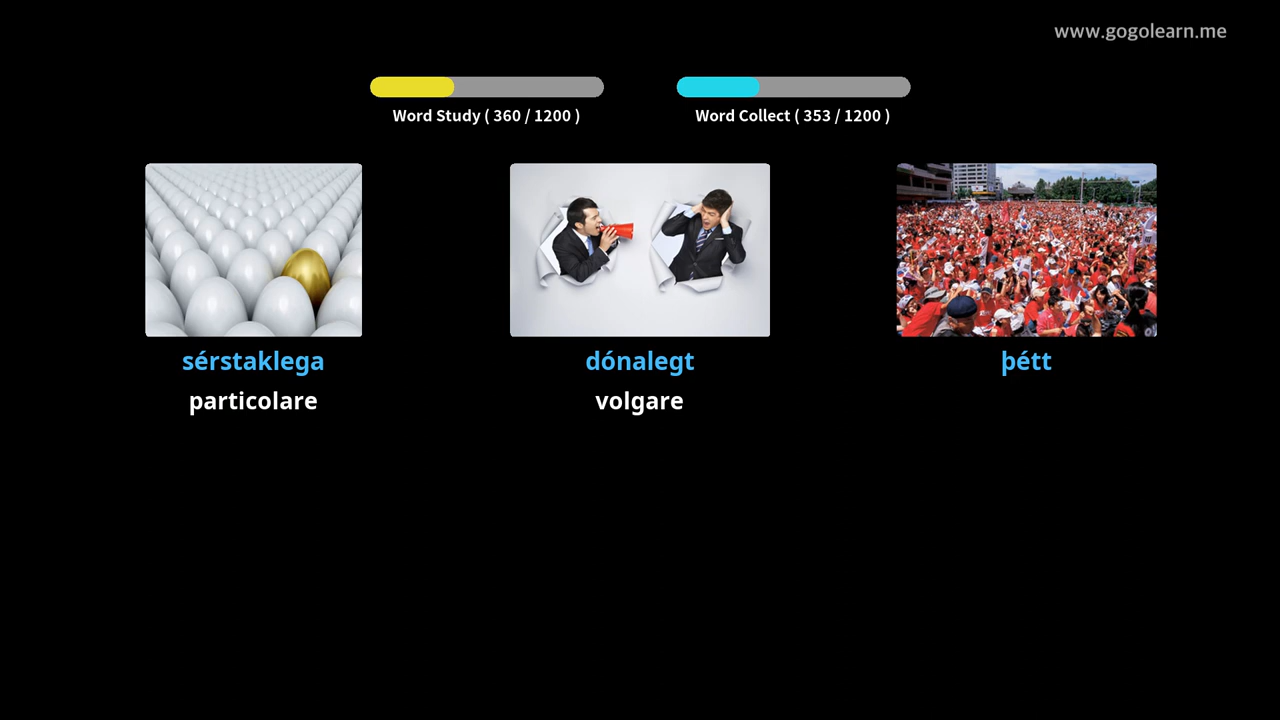 www.gogolearn.me
Word Study ( 360 / 1200 )
Word Collect ( 353 / 1200 )
sérstaklega
dónalegt
þétt
particolare
volgare